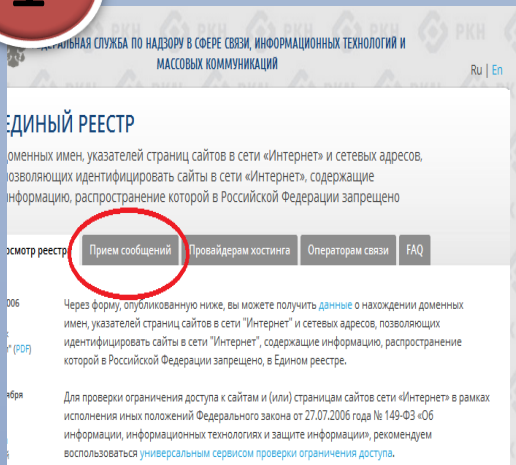 ФЕДЕРАЛЬНАЯ СЛУЖБА ПО НАДЗОРУ В СФЕРЕ СВЯЗИ, ИНФОРМАЦИОННЫХ ТЕХНОЛОГИЙ И
МАССОВЫХ КОММУНИКАЦИЙ
Ru | En
ЕДИНЫЙ РЕЕСТР
доменных имен, указателей страниц сайтов в сети «Интернет» и сетевых адресов,
позволяющих идентифицировать сайты в сети «Интернет», содержащие
информацию, распространение которой в Российской Федерации запрещено
осмотр реестра Прием сообщений Провайдерам хостинга Операторам связи FAQ
006
Через форму, опубликованную ниже, вы можете получить данные о нахождении доменных
имен, указателей страниц сайтов в сети "Интернет" и сетевых адресов, позволяющих
идентифицировать сайты в сети "Интернет", содержащие информацию, распространение
" (PDF)
которой в Российской Федерации запрещено, в Едином реестре.
ября
Для проверки ограничения доступа к сайтам и (или) страницам сайтов сети «Интернет» в рамках
исполнения иных положений Федерального закона от 27.07.2006 года № 149-ФЗ «Об
информации, информационных технологиях и защите информации», рекомендуем
воспользоваться универсальным сервисом проверки ограничения доступа.